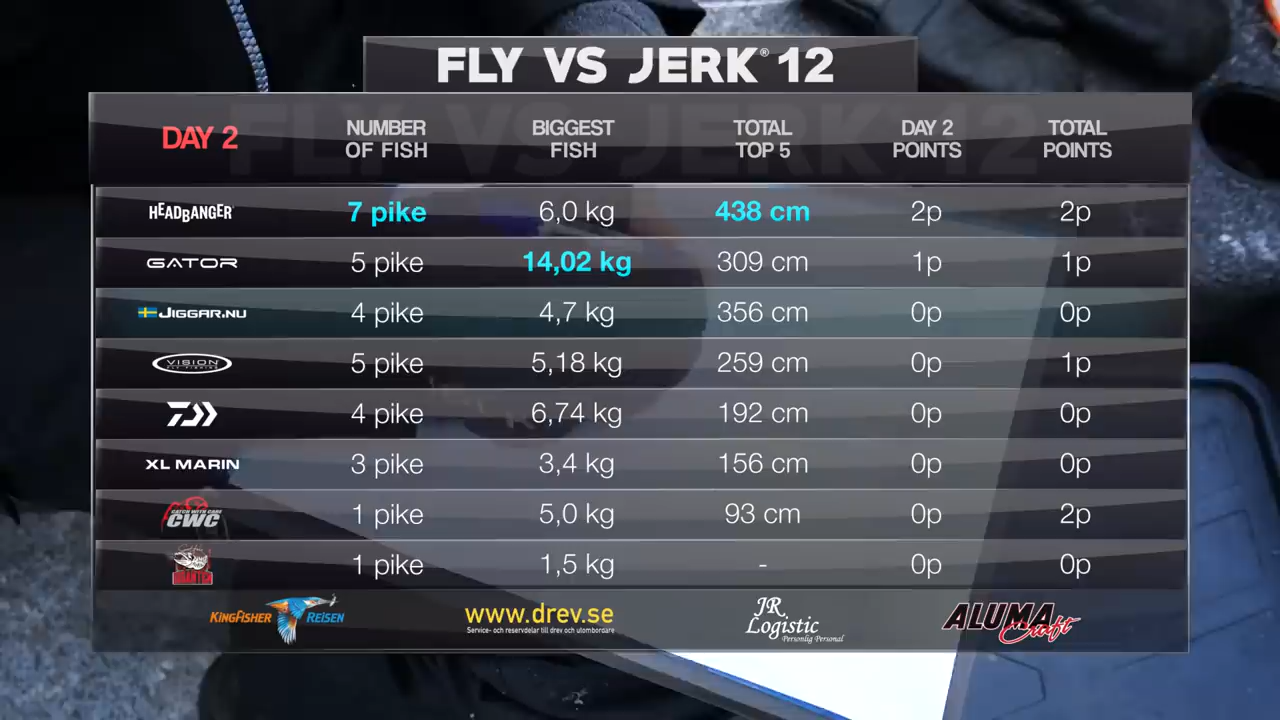 FLY VS JERK® 12
DAY 2
NUMBER OF FISH
BIGGEST FISH
TOTAL TOP 5
DAY 2 POINTS
TOTAL POINTS
HEADBANGER 7 pike 6,0 kg 438 cm 2p 2p
GATOR 5 pike 14,02 kg 309 cm 1p 1p
JIGGAR.NU 4 pike 4,7 kg 356 cm 0p 0p
VISION FLY FISHING 5 pike 5,18 kg 259 cm 0p 1p
4 pike 6,74 kg 192 cm 0p 0p
XL MARIN 3 pike 3,4 kg 156 cm 0p 0p
CATCH WITH CARE CWC 1 pike 5,0 kg 93 cm 0p 2p
1 pike 1,5 kg - 0p 0p
KINGFISHER REISEN
www.drev.se
Service- och reservdelar till drev och utombordare
JR. Logistic
Personlig Personal
ALUMA Craft